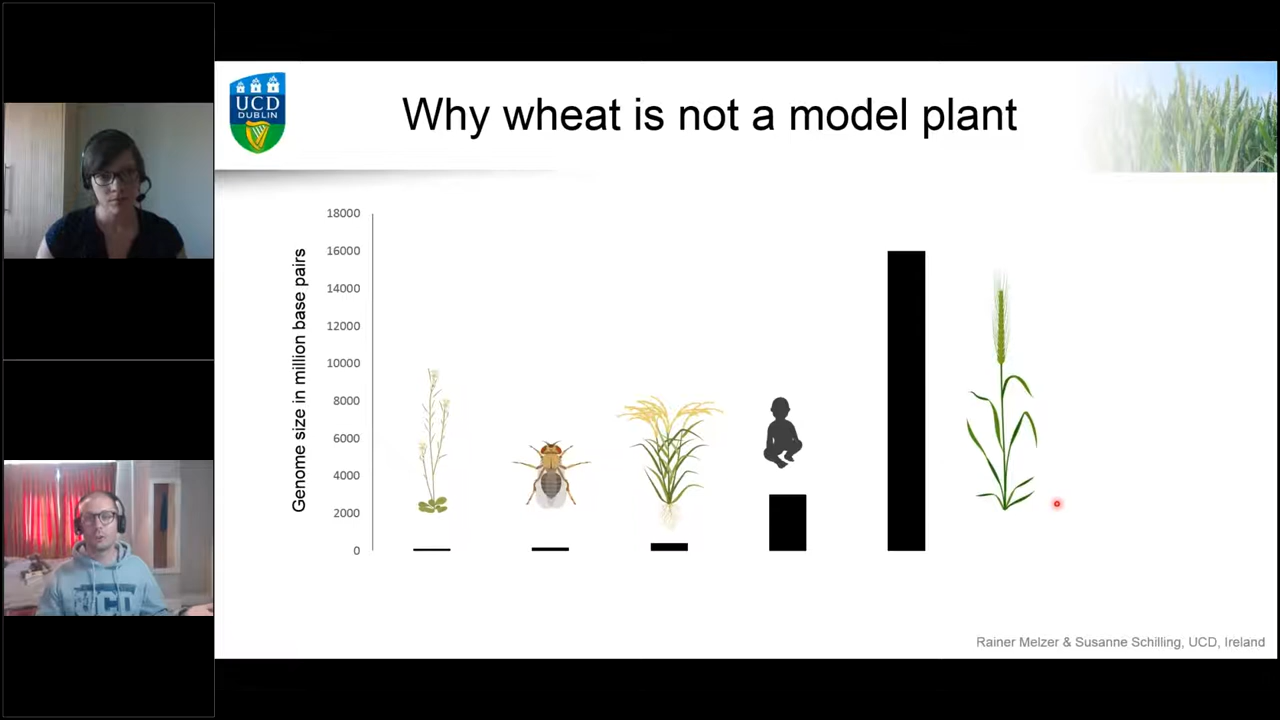 UCD
DUBLIN
Why wheat is not a model plant
Genome size in million base pairs
18000
16000
14000
12000
10000
8000
6000
4000
2000
0
UCD
Rainer Melzer & Susanne Schilling, UCD, Ireland